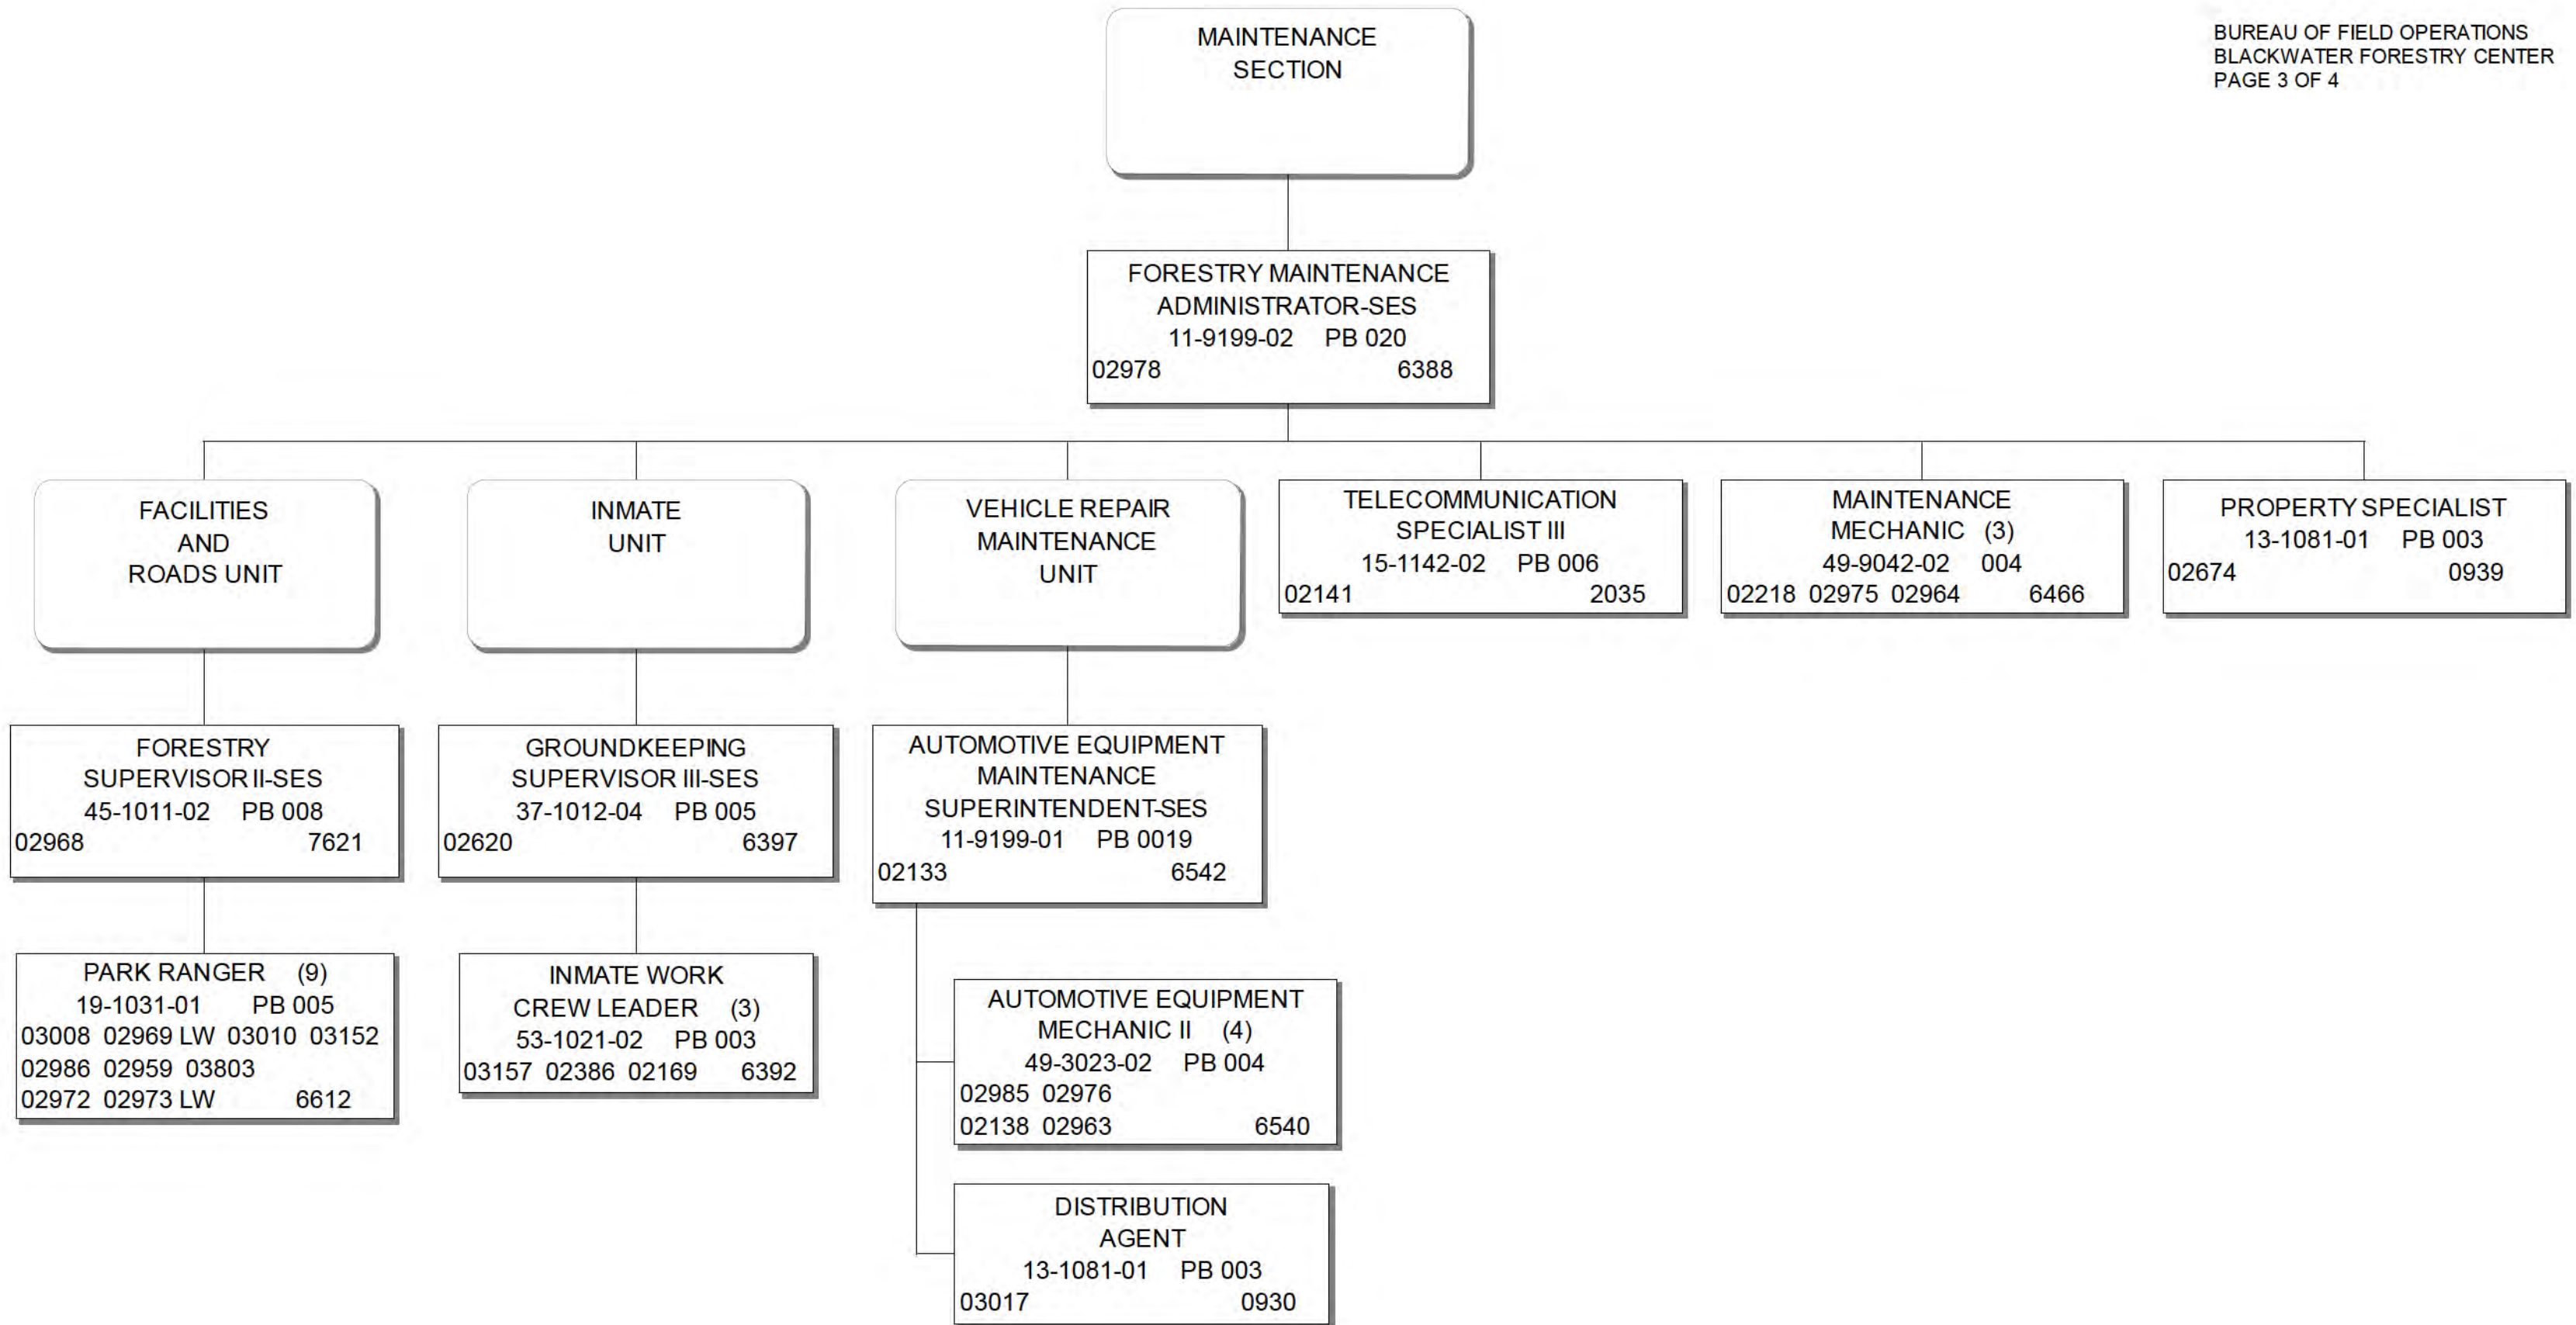 BUREAU OF FIELD OPERATIONS
BLACKWATER FORESTRY CENTER
PAGE 3 OF 4
MAINTENANCE
SECTION
FORESTRY MAINTENANCE
ADMINISTRATOR-SES
11-9199-02 PB 020
02978 6388
FACILITIES
AND
ROADS UNIT
INMATE
UNIT
VEHICLE REPAIR
MAINTENANCE
UNIT
TELECOMMUNICATION
SPECIALIST III
15-1142-02 PB 006
02141 2035
MAINTENANCE
MECHANIC (3)
49-9042-02 004
02218 02975 02964 6466
PROPERTY SPECIALIST
13-1081-01 PB 003
02674 0939
FORESTRY
SUPERVISOR II-SES
45-1011-02 PB 008
02968 7621
GROUNDKEEPING
SUPERVISOR III-SES
37-1012-04 PB 005
02620 6397
AUTOMOTIVE EQUIPMENT
MAINTENANCE
SUPERINTENDENT-SES
11-9199-01 PB 0019
02133 6542
PARK RANGER (9)
19-1031-01 PB 005
03008 02969 LW 03010 03152
02986 02959 03803
02972 02973 LW 6612
INMATE WORK
CREW LEADER (3)
53-1021-02 PB 003
03157 02386 02169 6392
AUTOMOTIVE EQUIPMENT
MECHANIC II (4)
49-3023-02 PB 004
02985 02976
02138 02963 6540
DISTRIBUTION
AGENT
13-1081-01 PB 003
03017 0930